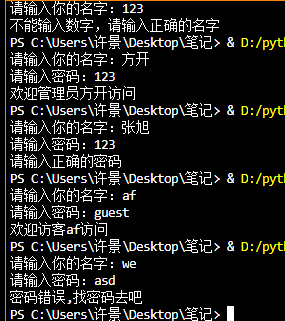 请输入你的名字: 123
不能输入数字，请输入正确的名字
PS C:\Users\许景\Desktop\笔记> & D:/pyth
请输入你的名字: 方开
请输入密码: 123
欢迎管理员方开访问
PS C:\Users\许景\Desktop\笔记> & D:/pyth
请输入你的名字: 张旭
请输入密码: 123
请输入正确的密码
PS C:\Users\许景\Desktop\笔记> & D:/pyth
请输入你的名字: af
请输入密码: guest
欢迎访客af访问
PS C:\Users\许景\Desktop\笔记> & D:/pyth
请输入你的名字: we
请输入密码: asd
密码错误,找密码去吧
PS C:\Users\许景\Desktop\笔记>